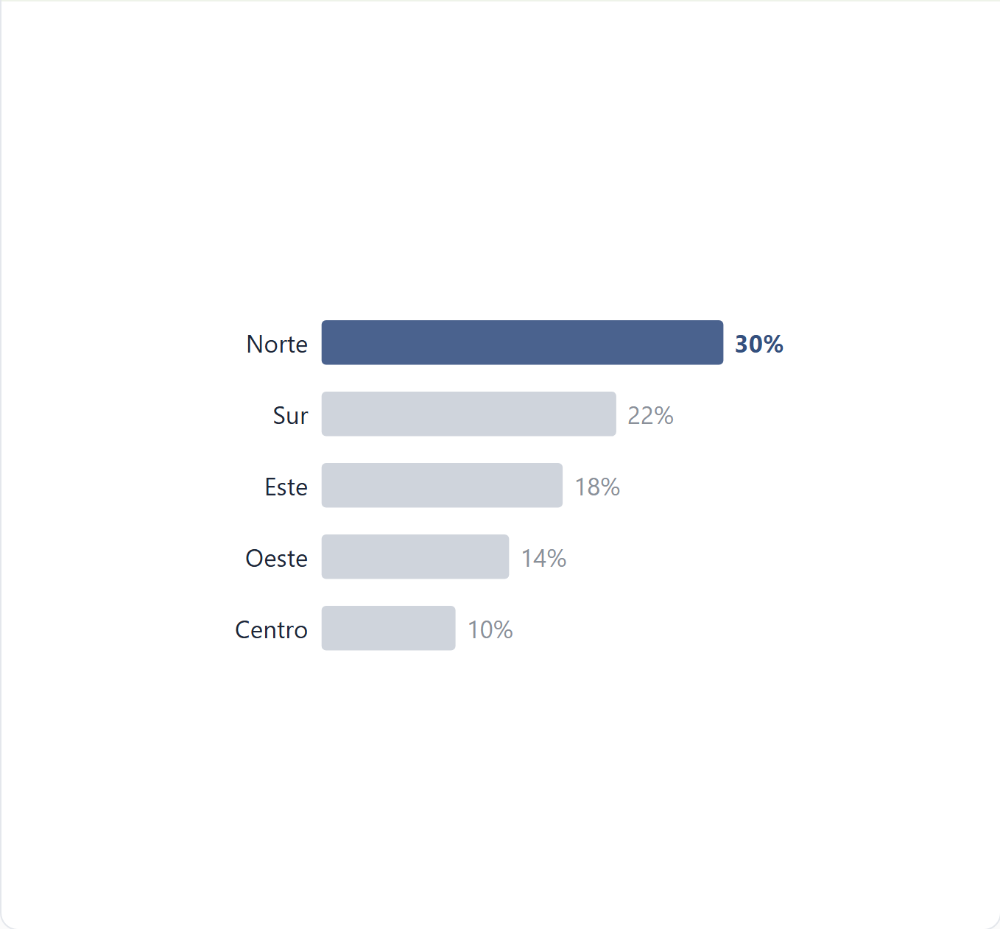 Norte 30%
Sur 22%
Este 18%
Oeste 14%
Centro 10%